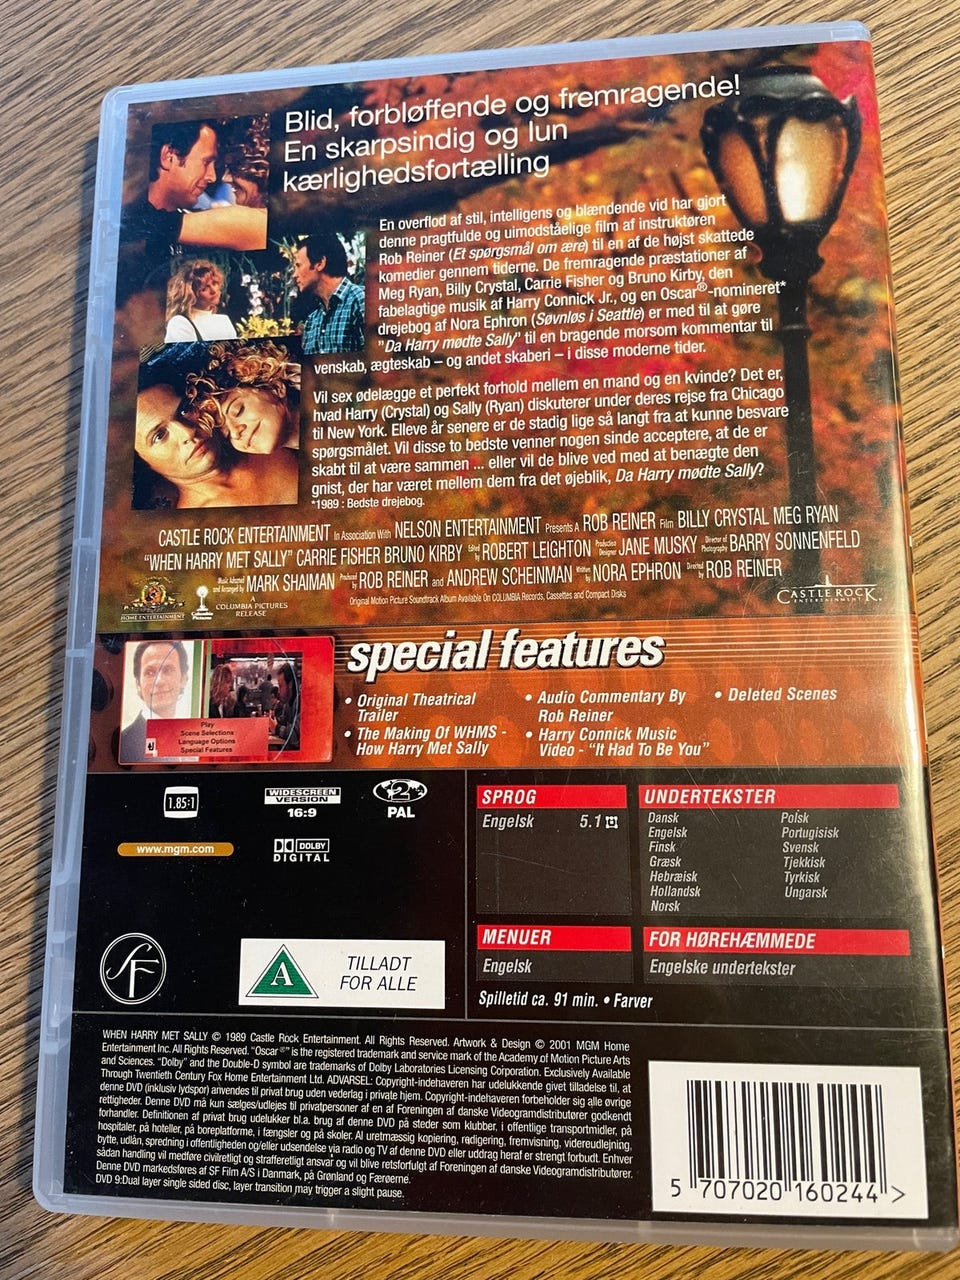 Blid, forbløffende og fremragende!
En skarpsindig og lun
kærlighedsfortælling
En overflod af stil, intelligens og blændende vid har gjort
denne pragtfulde og uimodståelige film af instruktøren
Rob Reiner (Et spørgsmål om ære) til en af de højst skattede
komedier gennem tiderne. De fremragende præstationer af
Meg Ryan, Billy Crystal, Carrie Fisher og Bruno Kirby, den
fabelagtige musik af Harry Connick Jr., og en Oscar®-nomineret*
drejebog af Nora Ephron (Søvnløs i Seattle) er med til at gøre
"Da Harry mødte Sally" til en bragende morsom kommentar til
venskab, ægteskab – og andet skaberi – i disse moderne tider.
Vil sex ødelægge et perfekt forhold mellem en mand og en kvinde? Det er,
hvad Harry (Crystal) og Sally (Ryan) diskuterer under deres rejse fra Chicago
til New York. Elleve år senere er de stadig lige så langt fra at kunne besvare
spørgsmålet. Vil disse to bedste venner nogen sinde acceptere, at de er
skabt til at være sammen ... eller vil de blive ved med at benægte den
gnist, der har været mellem dem fra det øjeblik, Da Harry mødte Sally?
*1989 : Bedste drejebog.
CASTLE ROCK ENTERTAINMENT In Association With NELSON ENTERTAINMENT Presents A ROB REINER Film BILLY CRYSTAL MEG RYAN
"WHEN HARRY MET SALLY" CARRIE FISHER BRUNO KIRBY Edited by ROBERT LEIGHTON Production Designer JANE MUSKY Director of Photography BARRY SONNENFELD
Music Adapted and Arranged by MARK SHAIMAN Produced by ROB REINER and ANDREW SCHEINMAN Written by NORA EPHRON Directed by ROB REINER
Original Motion Picture Soundtrack Album Available On COLUMBIA Records, Cassettes and Compact Discs
MGM
HOME ENTERTAINMENT
Columbia
Pictures
A
COLUMBIA PICTURES
RELEASE
CASTLE ROCK
ENTERTAINMENT
special features
• Original Theatrical
Trailer
• The Making Of WHMS -
How Harry Met Sally
• Audio Commentary By
Rob Reiner
• Harry Connick Music
Video - "It Had To Be You"
• Deleted Scenes
Play
Scene Selections
Language Options
Special Features
1.85:1
WIDESCREEN
VERSION
16:9
2
PAL
www.mgm.com
DOLBY
DIGITAL
SPROG
Engelsk 5.1
UNDERTEKSTER
Dansk
Engelsk
Finsk
Græsk
Hebræisk
Hollandsk
Norsk
Polsk
Portugisisk
Svensk
Tjekkisk
Tyrkisk
Ungarsk
MENUER
Engelsk
FOR HØREHÆMMEDE
Engelske undertekster
Spilletid ca. 91 min. • Farver
SF
A
TILLADT
FOR ALLE
WHEN HARRY MET SALLY © 1989 Castle Rock Entertainment. All Rights Reserved. Artwork & Design © 2001 MGM Home
Entertainment Inc. All Rights Reserved. "Oscar®" is the registered trademark and service mark of the Academy of Motion Picture Arts
and Sciences. "Dolby" and the Double-D symbol are trademarks of Dolby Laboratories Licensing Corporation. Exclusively Available
Through Twentieth Century Fox Home Entertainment Ltd. ADVARSEL: Copyright-indehaveren har udelukkende givet tilladelse til, at
denne DVD (inklusiv lydspor) anvendes til privat brug uden vederlag i private hjem. Copyright-indehaveren forbeholder sig alle øvrige
rettigheder. Denne DVD må kun sælges/udlejes til privatpersoner af en af Foreningen af danske Videogramdistributører godkendt
forhandler. Definitionen af privat brug udelukker bl.a. brug af denne DVD på steder som klubber, i offentlige transportmidler, på
hospitaler, på hoteller, på boreplatforme, i fængsler og på skoler. Al uretmæssig kopiering, redigering, fremvisning, videreudlejning,
bytte, udlån, spredning i offentligheden og/eller udsendelse via radio og TV af denne DVD eller uddrag heraf er strengt forbudt. Enhver
sådan handling vil medføre civilretligt og strafferetligt ansvar og vil blive retsforfulgt af Foreningen af danske Videogramdistributører.
Denne DVD markedsføres af SF Film A/S i Danmark, på Grønland og Færøerne.
DVD 9:Dual layer single sided disc, layer transition may trigger a slight pause.
5 707020 160244 >